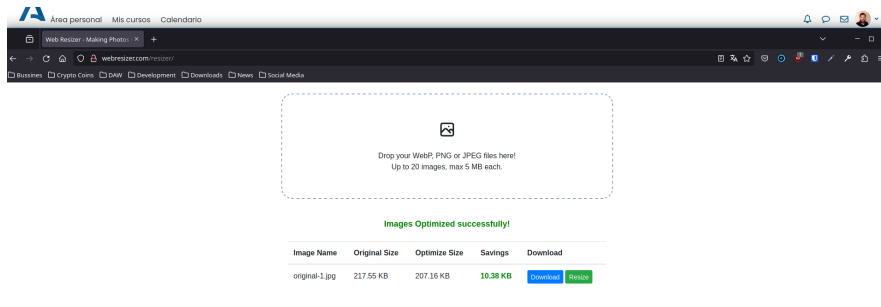 Área personal Mis cursos Calendario
Web Resizer - Making Photos
webresizer.com/resizer/
Bussines Crypto Coins DAW Development Downloads News Social Media
Drop your WebP, PNG or JPEG files here!
Up to 20 images, max 5 MB each.
Images Optimized successfully!
Image Name Original Size Optimize Size Savings Download
original-1.jpg 217.55 KB 207.16 KB 10.38 KB Download Resize